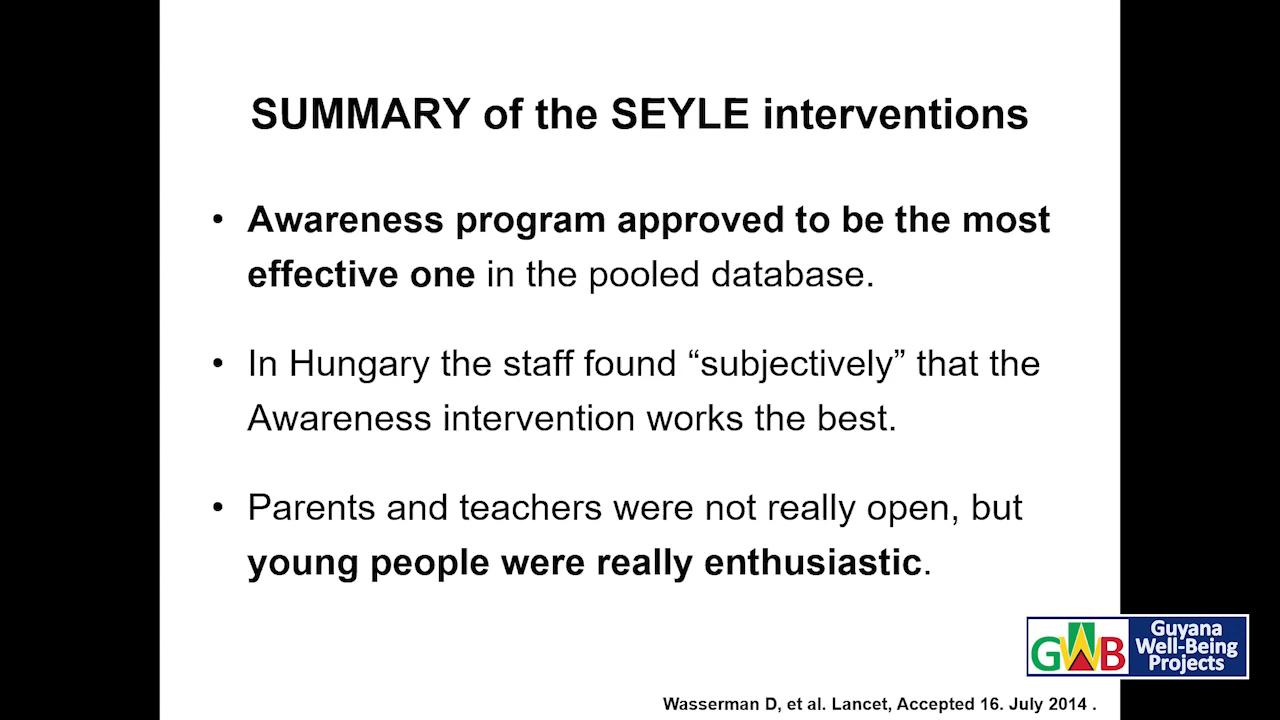 SUMMARY of the SEYLE interventions
• Awareness program approved to be the most
effective one in the pooled database.
• In Hungary the staff found “subjectively” that the
Awareness intervention works the best.
• Parents and teachers were not really open, but
young people were really enthusiastic.
GWB
Guyana
Well-Being
Projects
Wasserman D, et al. Lancet, Accepted 16. July 2014 .